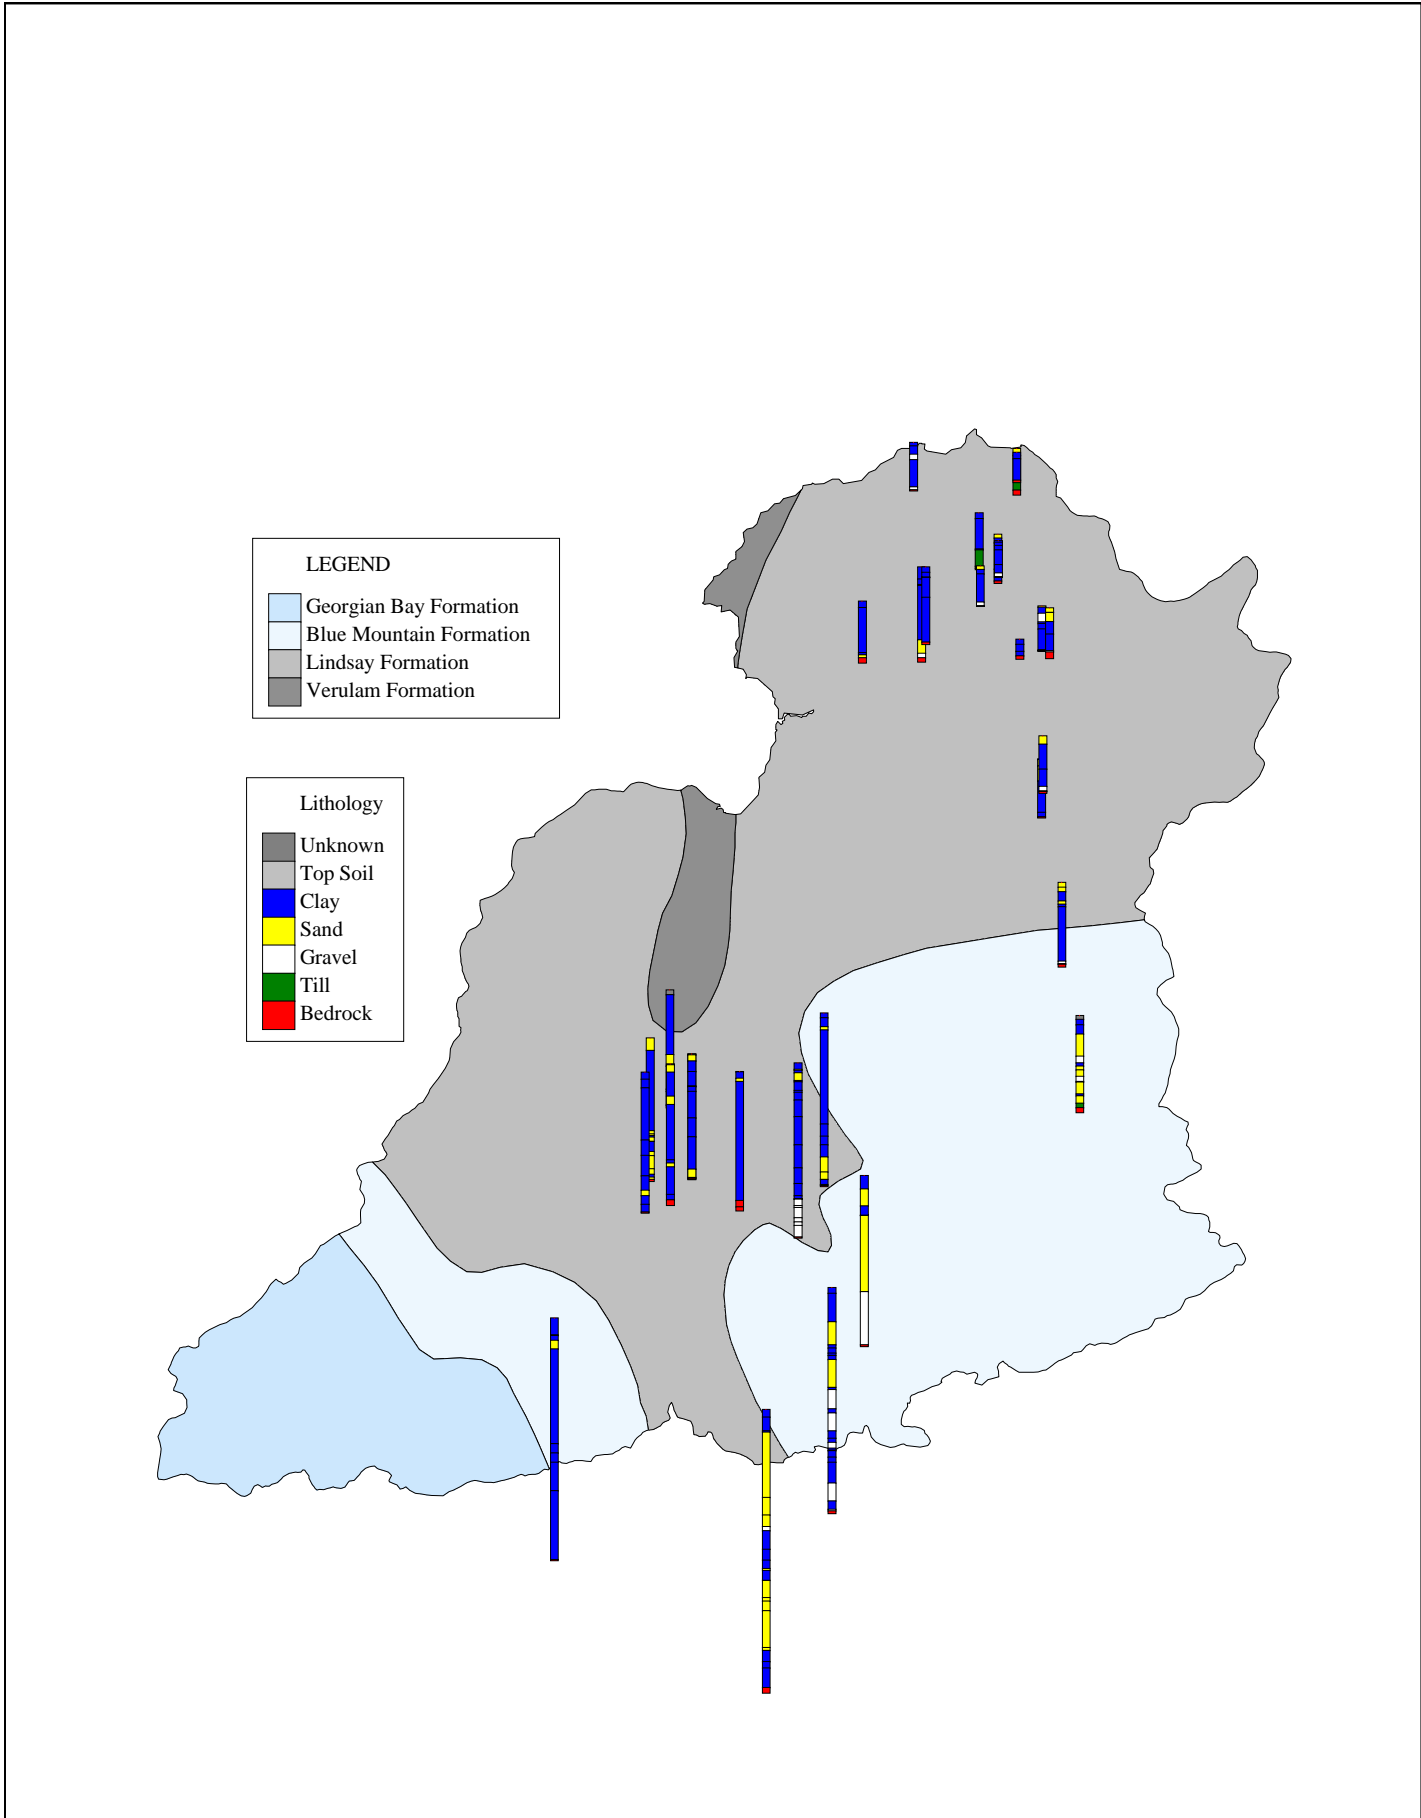 LEGEND
Georgian Bay Formation
Blue Mountain Formation
Lindsay Formation
Verulam Formation
Lithology
Unknown
Top Soil
Clay
Sand
Gravel
Till
Bedrock